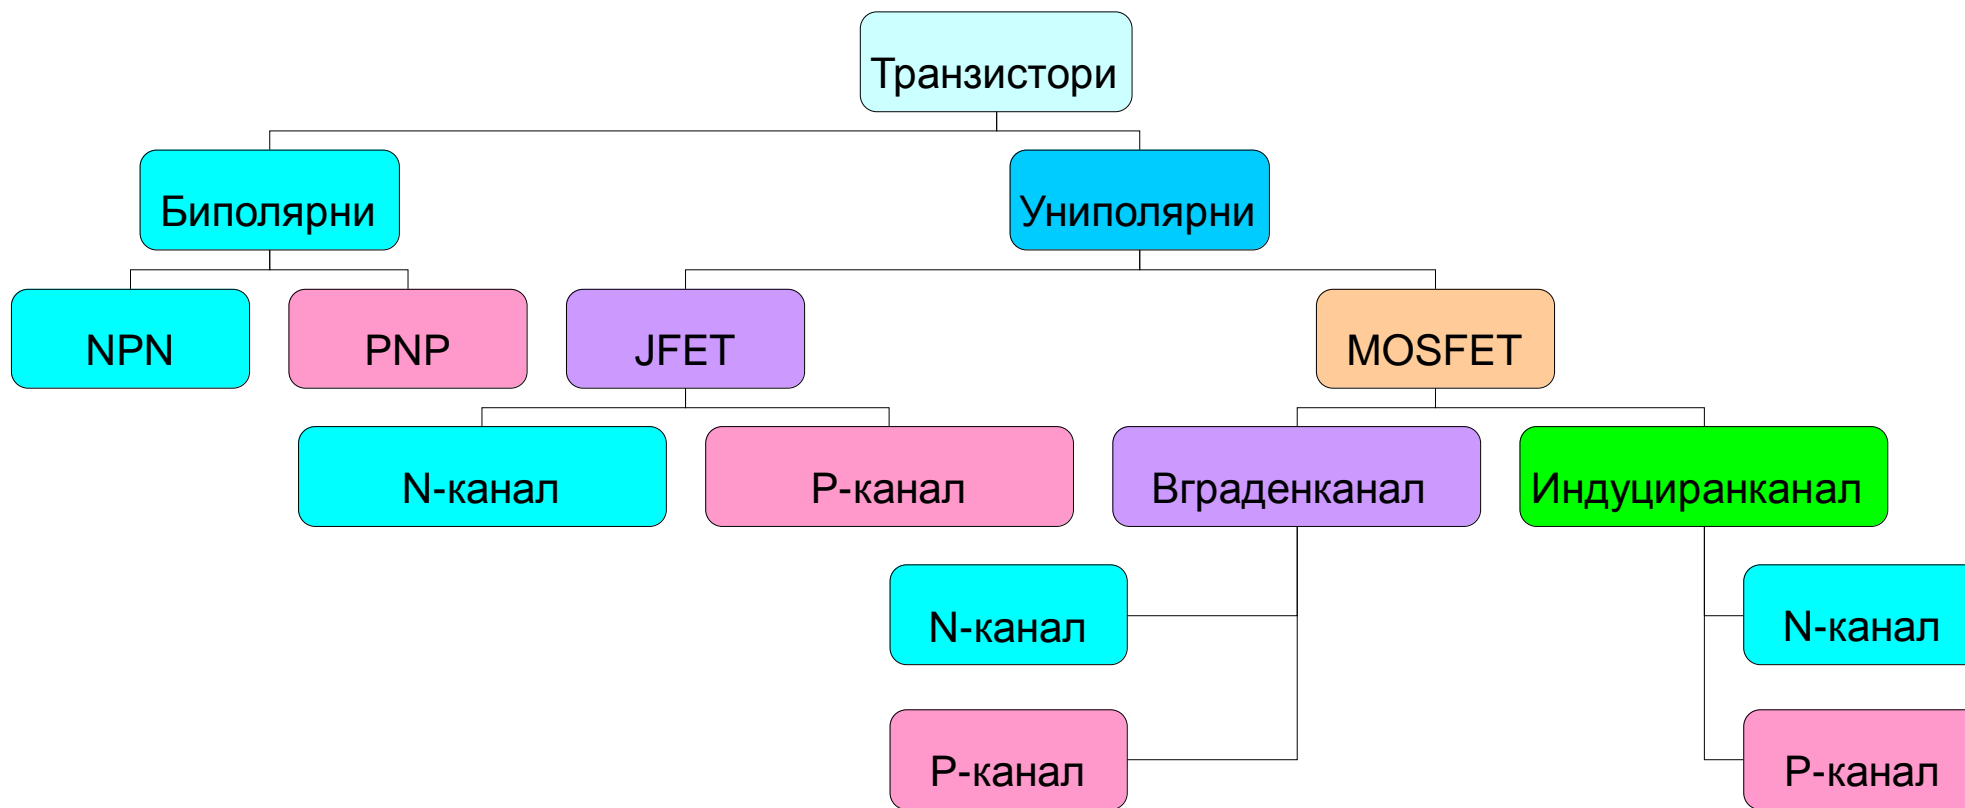 Транзистори
Биполярни
Униполярни
NPN
PNP
JFET
MOSFET
N-канал
P-канал
Вграденканал
Индуциранканал
N-канал
N-канал
P-канал
P-канал